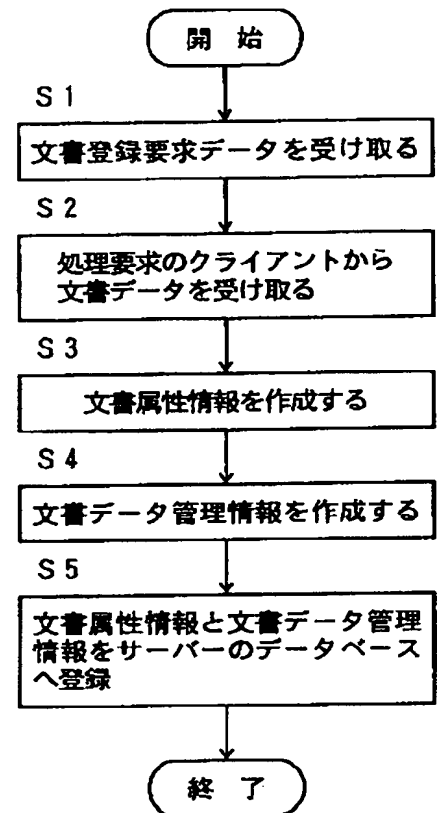 開 始
S1
文書登録要求データを受け取る
S2
処理要求のクライアントから
文書データを受け取る
S3
文書属性情報を作成する
S4
文書データ管理情報を作成する
S5
文書属性情報と文書データ管理
情報をサーバーのデータベース
へ登録
終 了